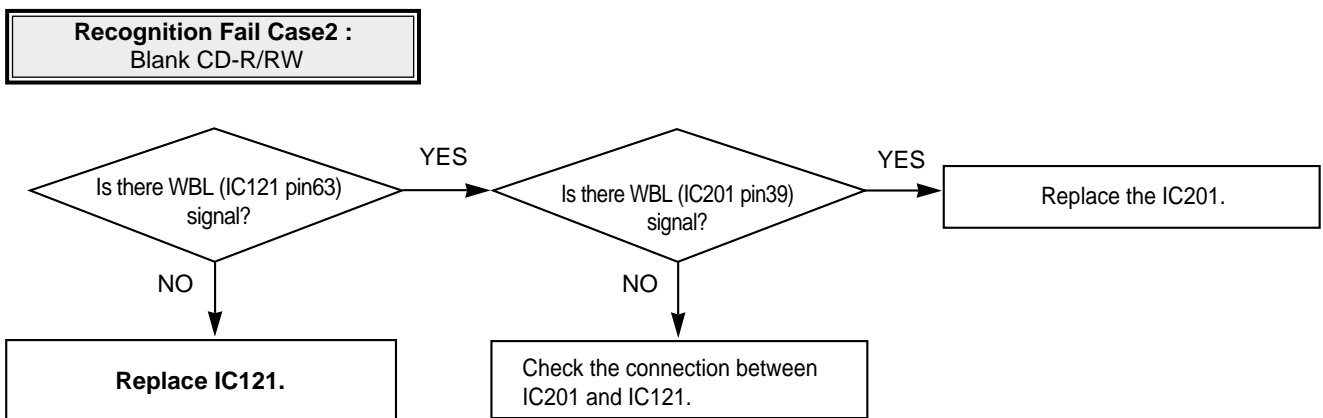 Recognition Fail Case2 :
Blank CD-R/RW
Is there WBL (IC121 pin63)
signal?
YES
Is there WBL (IC201 pin39)
signal?
YES
Replace the IC201.
NO
NO
Replace IC121.
Check the connection between
IC201 and IC121.